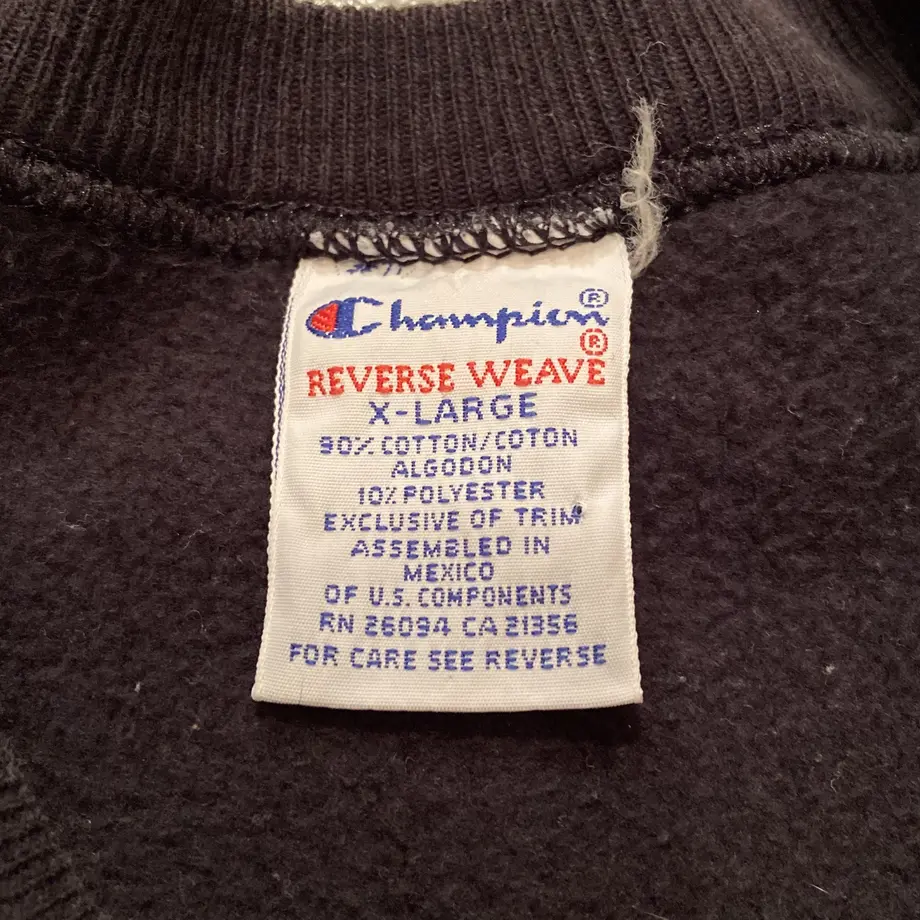 Champion®
®
REVERSE WEAVE
X-LARGE
90% COTTON/COTON
ALGODON
10% POLYESTER
EXCLUSIVE OF TRIM
ASSEMBLED IN
MEXICO
OF U.S. COMPONENTS
RN 26094 CA 21356
FOR CARE SEE REVERSE